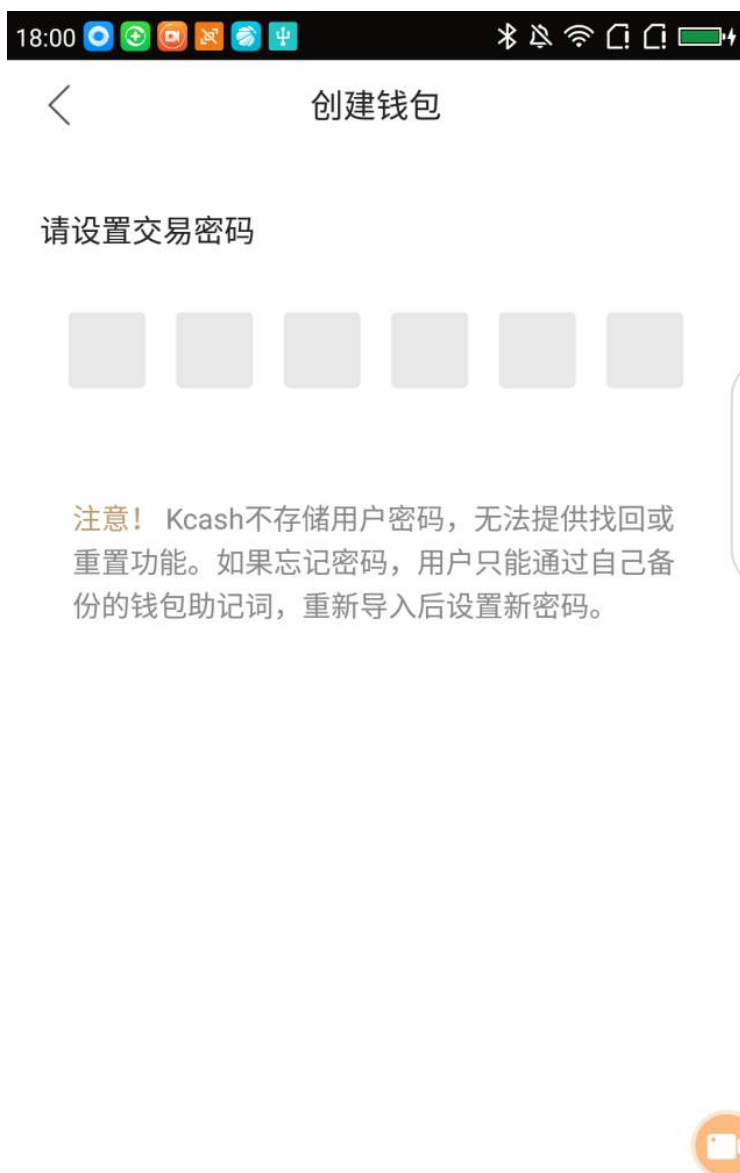 18:00
创建钱包
请设置交易密码
注意！ Kcash不存储用户密码，无法提供找回或
重置功能。如果忘记密码，用户只能通过自己备
份的钱包助记词，重新导入后设置新密码。